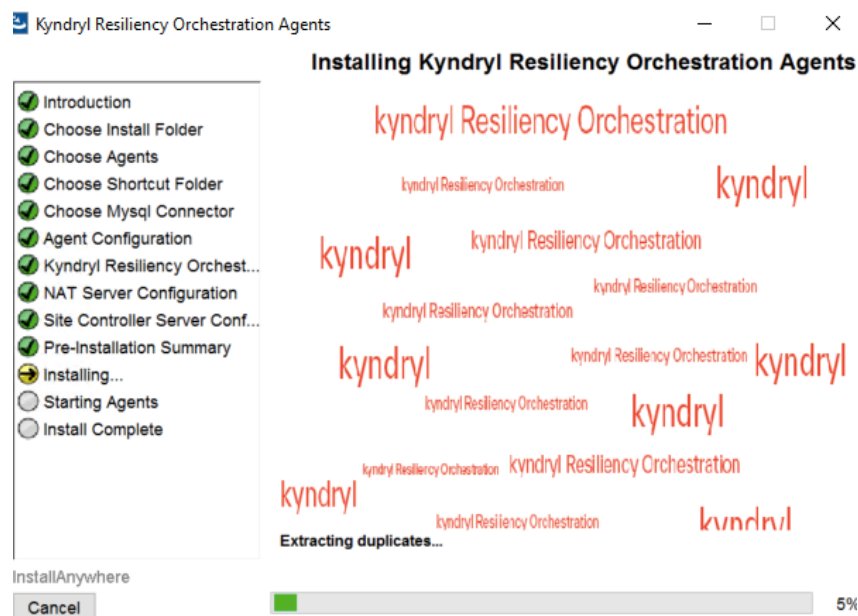 Kyndryl Resiliency Orchestration Agents
Installing Kyndryl Resiliency Orchestration Agents
Introduction
Choose Install Folder
Choose Agents
Choose Shortcut Folder
Choose Mysql Connector
Agent Configuration
Kyndryl Resiliency Orchest...
NAT Server Configuration
Site Controller Server Conf...
Pre-Installation Summary
Installing...
Starting Agents
Install Complete
kyndryl Resiliency Orchestration
kyndryl Resiliency Orchestration
kyndryl
kyndryl Resiliency Orchestration
kyndryl
kyndryl Resiliency Orchestration
kyndryl Resiliency Orchestration
kyndryl
kyndryl Resiliency Orchestration
kyndryl
kyndryl Resiliency Orchestration
kyndryl
kyndryl Resiliency Orchestration
kyndryl Resiliency Orchestration
kyndryl
kyndryl Resiliency Orchestration
kyndryl
Extracting duplicates...
InstallAnywhere
Cancel
5%